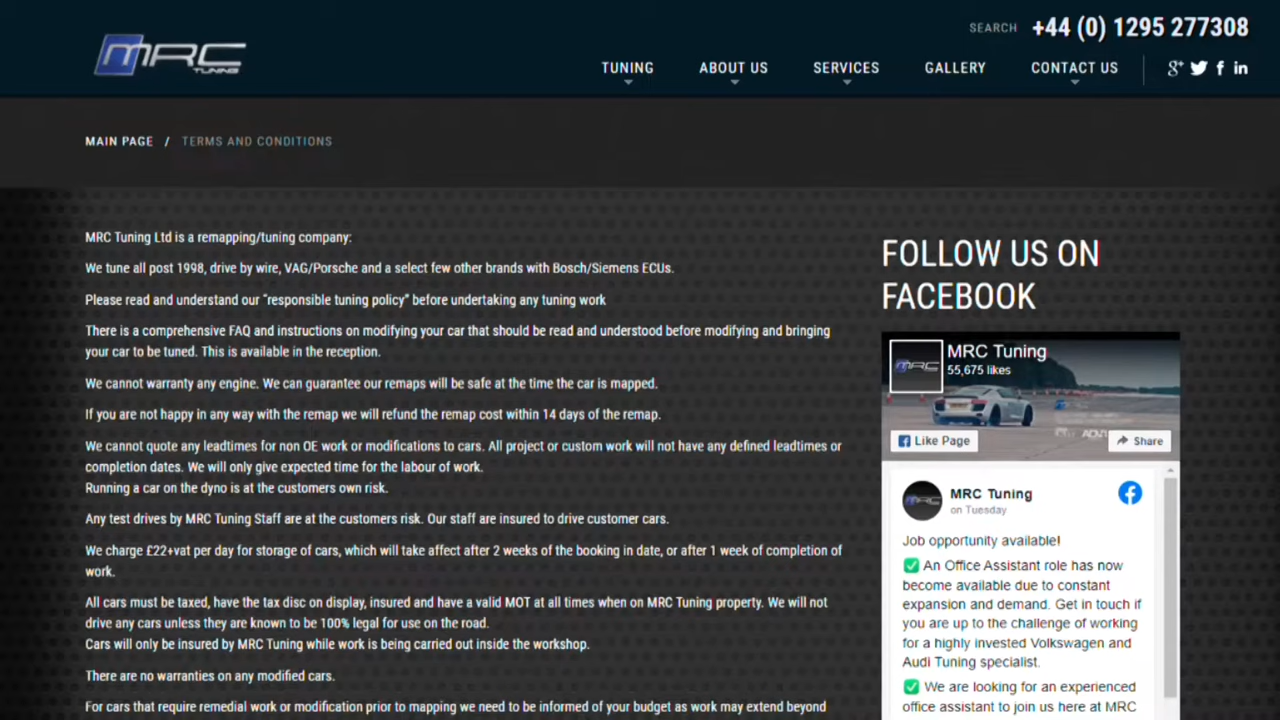 SEARCH +44 (0) 1295 277308
MRC TUNING
TUNING ABOUT US SERVICES GALLERY CONTACT US
MAIN PAGE / TERMS AND CONDITIONS
MRC Tuning Ltd is a remapping/tuning company:
We tune all post 1998, drive by wire, VAG/Porsche and a select few other brands with Bosch/Siemens ECUs.
Please read and understand our “responsible tuning policy” before undertaking any tuning work
There is a comprehensive FAQ and instructions on modifying your car that should be read and understood before modifying and bringing
your car to be tuned. This is available in the reception.
We cannot warranty any engine. We can guarantee our remaps will be safe at the time the car is mapped.
If you are not happy in any way with the remap we will refund the remap cost within 14 days of the remap.
We cannot quote any leadtimes for non OE work or modifications to cars. All project or custom work will not have any defined leadtimes or
completion dates. We will only give expected time for the labour of work.
Running a car on the dyno is at the customers own risk.
Any test drives by MRC Tuning Staff are at the customers risk. Our staff are insured to drive customer cars.
We charge £22+vat per day for storage of cars, which will take affect after 2 weeks of the booking in date, or after 1 week of completion of
work.
All cars must be taxed, have the tax disc on display, insured and have a valid MOT at all times when on MRC Tuning property. We will not
drive any cars unless they are known to be 100% legal for use on the road.
Cars will only be insured by MRC Tuning while work is being carried out inside the workshop.
There are no warranties on any modified cars.
For cars that require remedial work or modification prior to mapping we need to be informed of your budget as work may extend beyond
FOLLOW US ON
FACEBOOK
MRC Tuning
55,675 likes
Like Page
Share
MRC Tuning
on Tuesday
Job opportunity available!
✅ An Office Assistant role has now
become available due to constant
expansion and demand. Get in touch if
you are up to the challenge of working
for a highly invested Volkswagen and
Audi Tuning specialist.
✅ We are looking for an experienced
office assistant to join us here at MRC